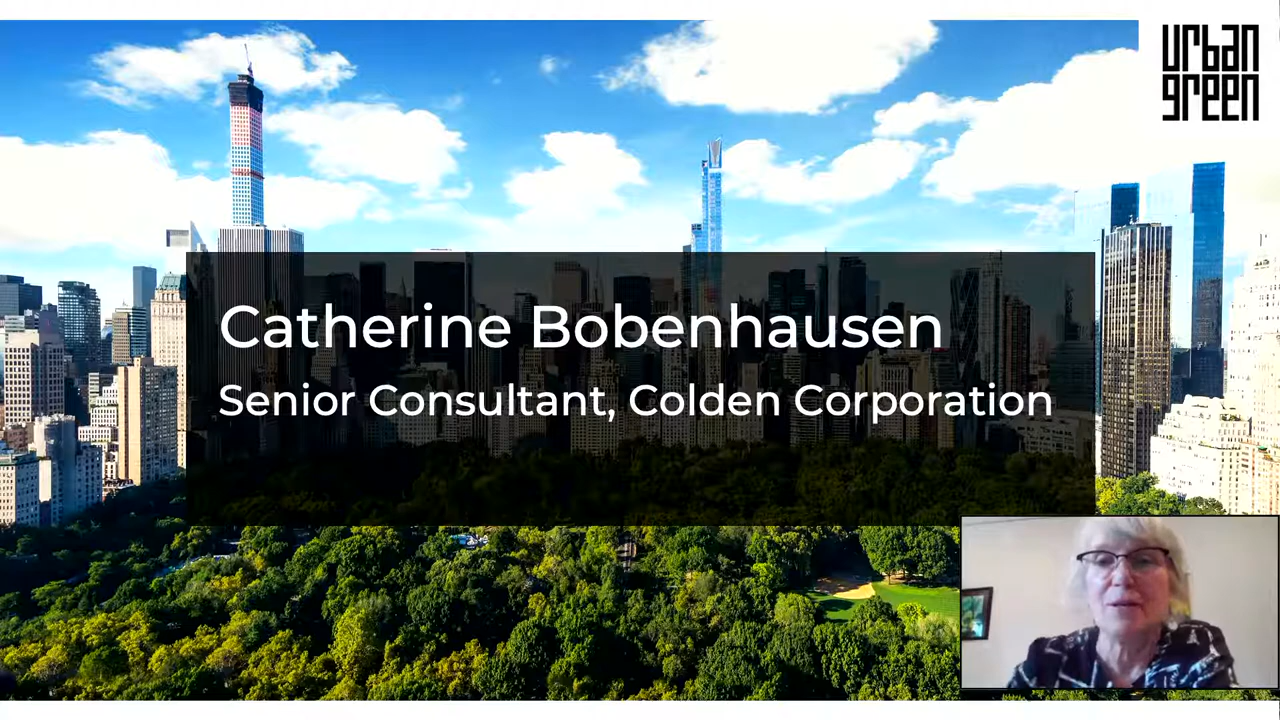 urban
green
Catherine Bobenhausen
Senior Consultant, Colden Corporation